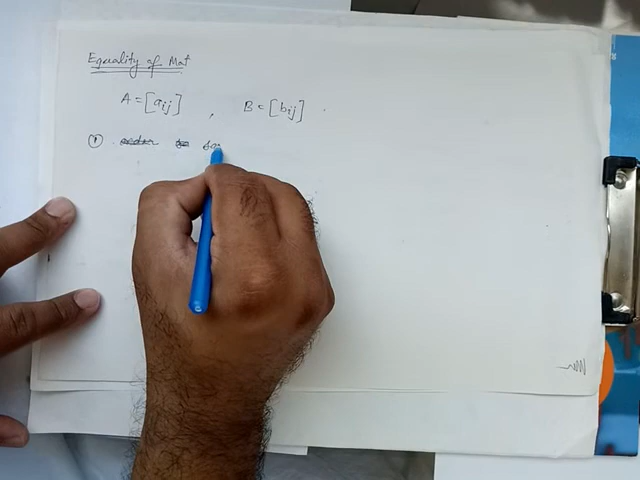 Equality of Mat
A = [aij] , B = [bij]
①